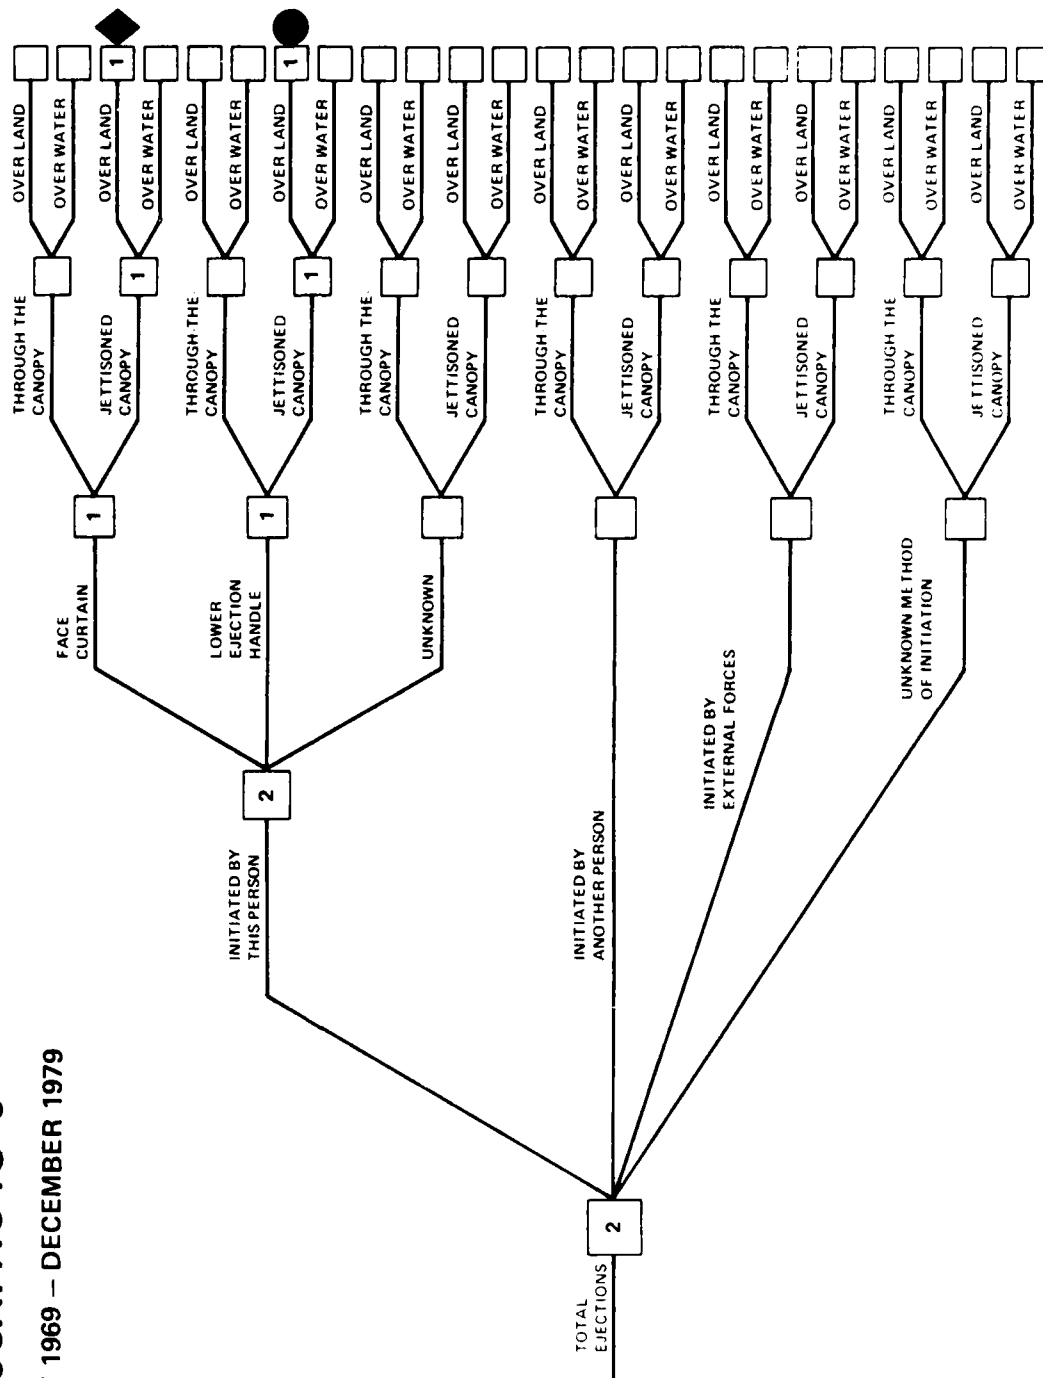 1969 – DECEMBER 1979
TOTAL
EJECTIONS
2
INITIATED BY
THIS PERSON
2
INITIATED BY
ANOTHER PERSON
INITIATED BY
EXTERNAL FORCES
UNKNOWN METHOD
OF INITIATION
FACE
CURTAIN
1
LOWER
EJECTION
HANDLE
1
UNKNOWN
THROUGH THE
CANOPY
JETTISONED
CANOPY
1
THROUGH THE
CANOPY
JETTISONED
CANOPY
1
THROUGH THE
CANOPY
JETTISONED
CANOPY
THROUGH THE
CANOPY
JETTISONED
CANOPY
THROUGH THE
CANOPY
JETTISONED
CANOPY
THROUGH THE
CANOPY
JETTISONED
CANOPY
OVER LAND
OVER WATER
OVER LAND
1
OVER WATER
OVER LAND
OVER WATER
OVER LAND
1
OVER WATER
OVER LAND
OVER WATER
OVER LAND
OVER WATER
OVER LAND
OVER WATER
OVER LAND
OVER WATER
OVER LAND
OVER WATER
OVER LAND
OVER WATER
OVER LAND
OVER WATER
OVER LAND
OVER WATER